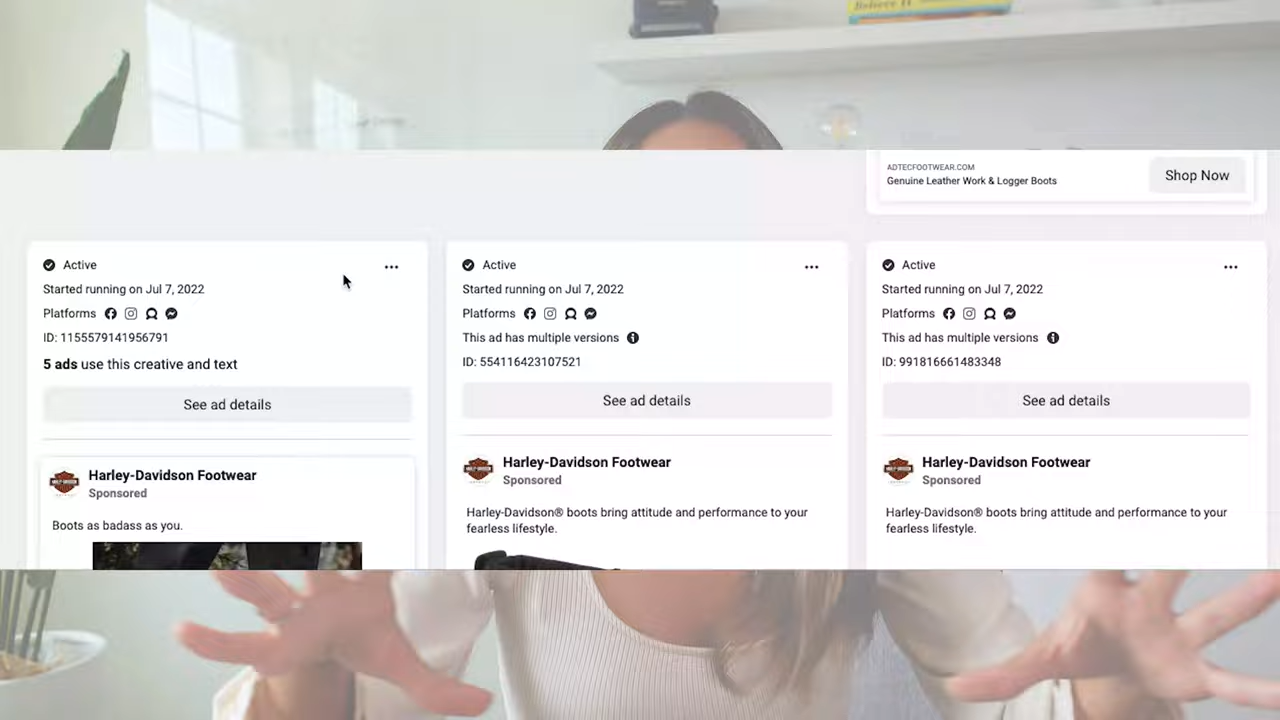 Believe It
ADTECFOOTWEAR.COM
Genuine Leather Work & Logger Boots
Shop Now
Active
Started running on Jul 7, 2022
Platforms
ID: 1155579141956791
5 ads use this creative and text
See ad details
Harley-Davidson Footwear
Sponsored
Boots as badass as you.
Active
Started running on Jul 7, 2022
Platforms
This ad has multiple versions
ID: 554116423107521
See ad details
Harley-Davidson Footwear
Sponsored
Harley-Davidson® boots bring attitude and performance to your
fearless lifestyle.
Active
Started running on Jul 7, 2022
Platforms
This ad has multiple versions
ID: 991816661483348
See ad details
Harley-Davidson Footwear
Sponsored
Harley-Davidson® boots bring attitude and performance to your
fearless lifestyle.